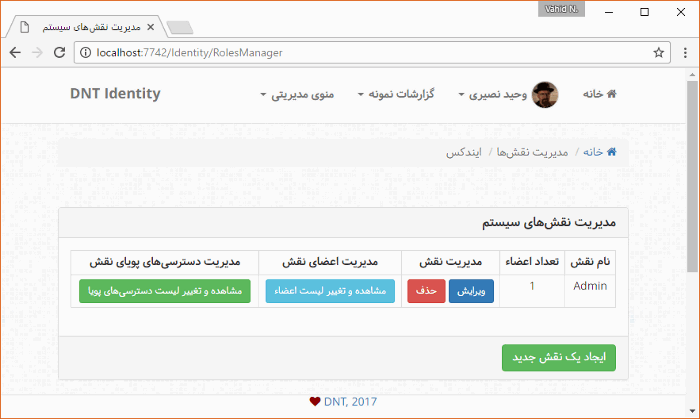 Vahid N.
مدیریت نقش‌های سیستم
localhost:7742/Identity/RolesManager
خانه وحید نصیری گزارشات نمونه منوی مدیریتی DNT Identity
خانه / مدیریت نقش‌ها / ایندکس
مدیریت نقش‌های سیستم
نام نقش تعداد اعضاء مدیریت نقش مدیریت اعضای نقش مدیریت دسترسی‌های پویای نقش
Admin 1 ویرایش حذف مشاهده و تغییر لیست اعضاء مشاهده و تغییر لیست دسترسی‌های پویا
ایجاد یک نقش جدید
DNT, 2017